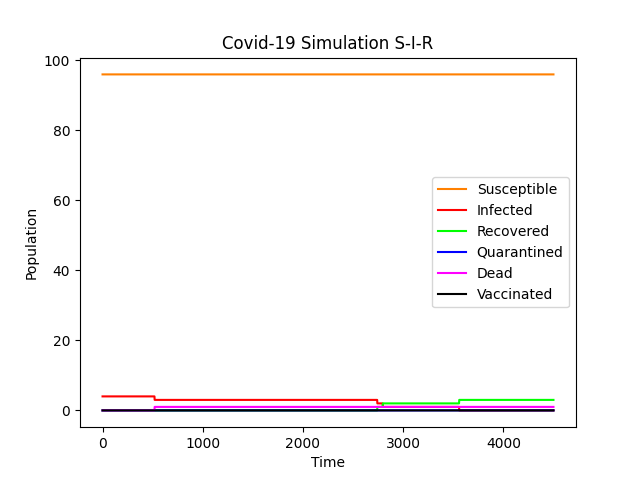 Covid-19 Simulation S-I-R
100
80
60
40
20
0
Population
Susceptible
Infected
Recovered
Quarantined
Dead
Vaccinated
0 1000 2000 3000 4000
Time